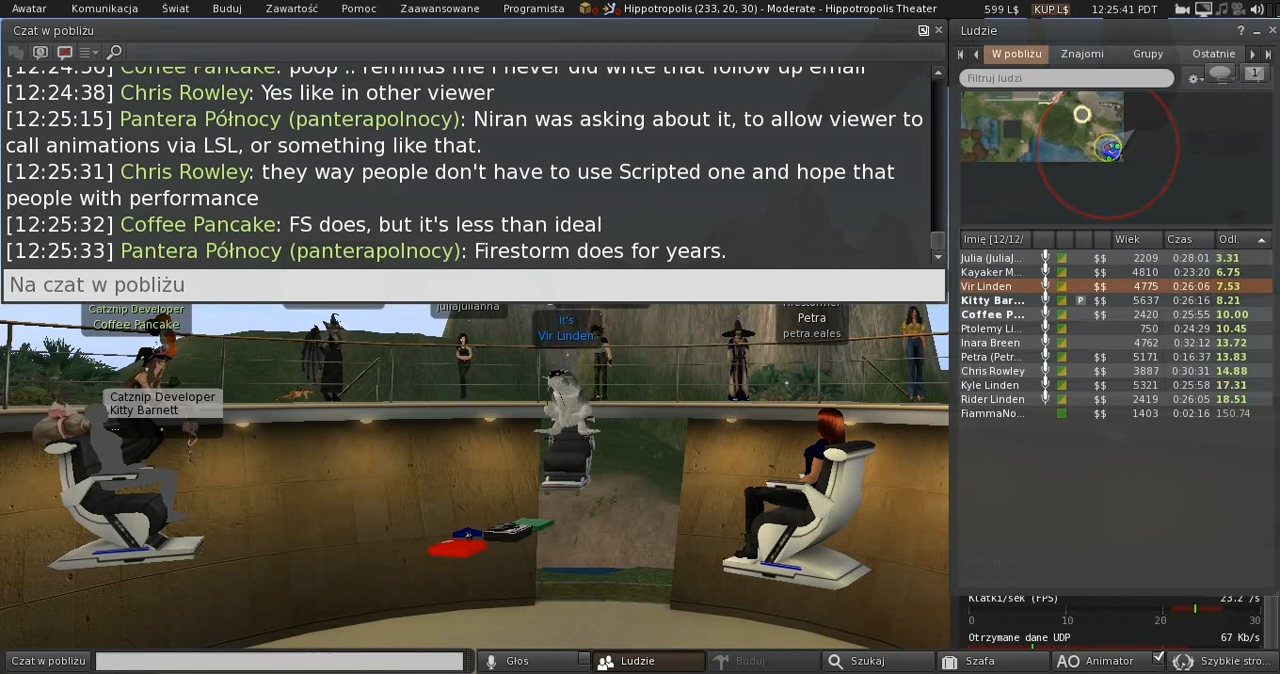 Awatar Komunikacja Świat Buduj Zawartość Pomoc Zaawansowane Programista Hippotropolis (233, 20, 30) - Moderate - Hippotropolis Theater 599 L$ KUP L$ 12:25:41 PDT
Czat w pobliżu
[12:24:38] Chris Rowley: Yes like in other viewer
[12:25:15] Pantera Północy (panterapolnocy): Niran was asking about it, to allow viewer to
call animations via LSL, or something like that.
[12:25:31] Chris Rowley: they way people don't have to use Scripted one and hope that
people with performance
[12:25:32] Coffee Pancake: FS does, but it's less than ideal
[12:25:33] Pantera Północy (panterapolnocy): Firestorm does for years.
Na czat w pobliżu
Catznip Developer
Coffee Pancake
juliajulianna
It's
Vir Linden
Petra
petra.eales
Catznip Developer
Kitty Barnett
Ludzie
W pobliżu Znajomi Grupy Ostatnie
Filtruj ludzi
1
Imię [12/12/ Wiek Czas Odl.
Julia (JuliaJ... $$ 2209 0:28:01 3.31
Kayaker M... $$ 4810 0:23:20 6.75
Vir Linden $$ 4775 0:26:06 7.53
Kitty Bar... P $$ 5637 0:26:16 8.21
Coffee P... $$ 2420 0:25:55 10.00
Ptolemy Li... 750 0:24:29 10.45
Inara Breen 4762 0:32:12 13.72
Petra (Petr... $$ 5171 0:16:37 13.83
Chris Rowley $$ 3887 0:30:31 14.88
Kyle Linden $$ 5321 0:25:58 17.31
Rider Linden $$ 2419 0:26:05 18.51
FiammaNo... $$ 1403 0:02:16 150.74
Klatki/sek (FPS) 23.2 /s
0 10 20 30
Otrzymane dane UDP 67 Kb/s
Czat w pobliżu Głos Ludzie Buduj Szukaj Szafa AO Animator Szybkie stro...